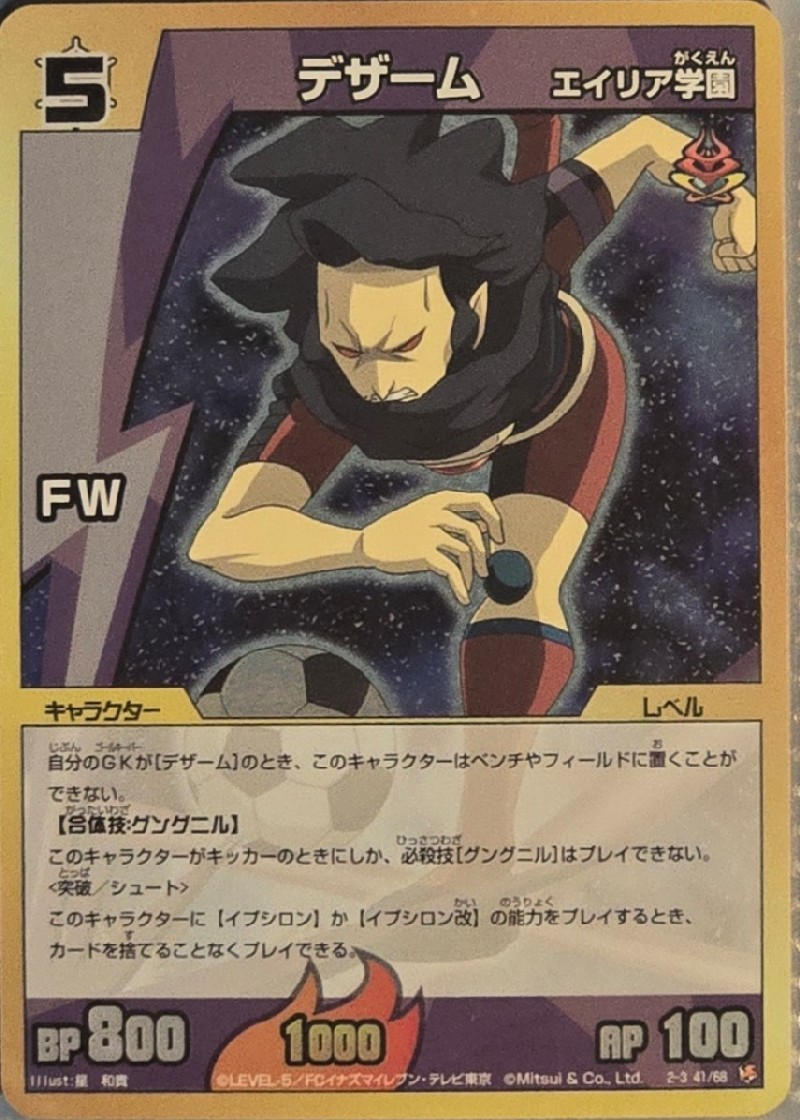 5
デザーム エイリア学園
がくえん
FW
キャラクター レベル
じぶん ゴールキーパー お
自分のGKが[デザーム]のとき、このキャラクターはベンチやフィールドに置くことが
できない。
がったいわざ
【合体技:グングニル】
ひっさつわざ
このキャラクターがキッカーのときにしか、必殺技[グングニル]はプレイできない。
とっぱ
<突破/シュート>
かい のうりょく
このキャラクターに【イプシロン】か【イプシロン改】の能力をプレイするとき、
す
カードを捨てることなくプレイできる。
BP 800 1000 AP 100
Illust:星 和貴 ©LEVEL-5/FCイナズマイレブン・テレビ東京 ©Mitsui & Co., Ltd. 2-3 41/68